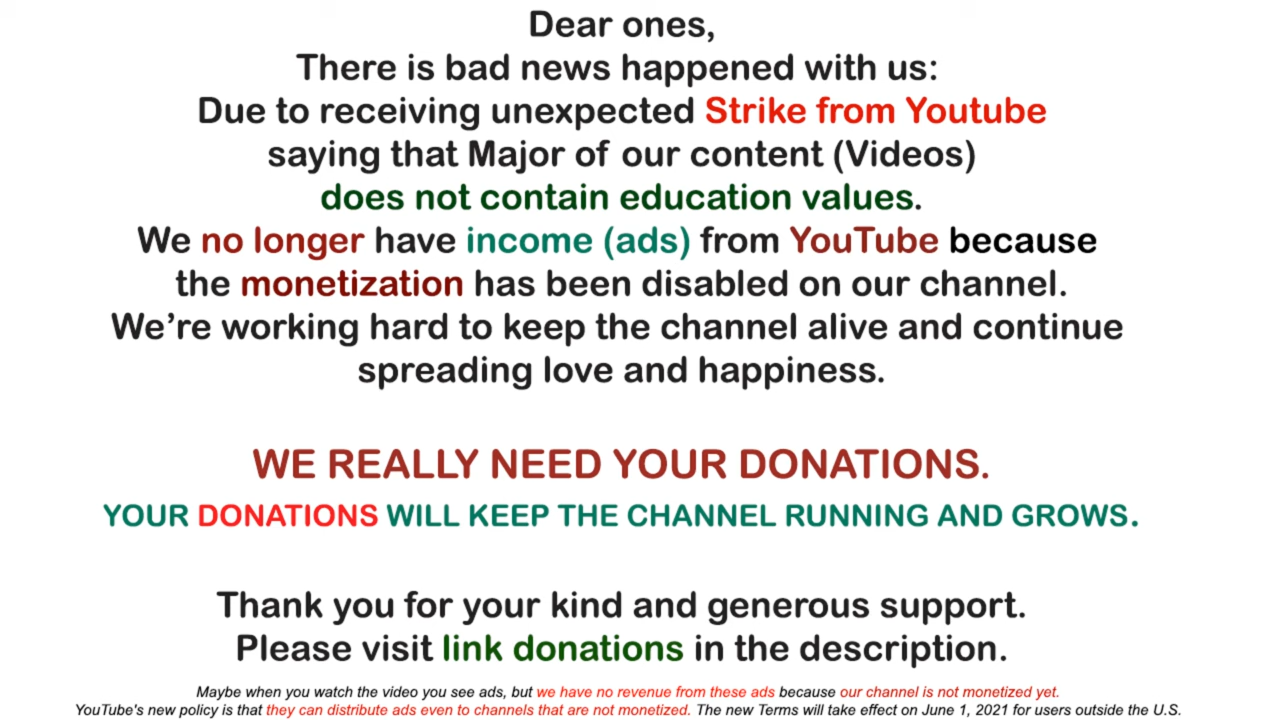 Dear ones,
There is bad news happened with us:
Due to receiving unexpected Strike from Youtube
saying that Major of our content (Videos)
does not contain education values.
We no longer have income (ads) from YouTube because
the monetization has been disabled on our channel.
We’re working hard to keep the channel alive and continue
spreading love and happiness.
WE REALLY NEED YOUR DONATIONS.
YOUR DONATIONS WILL KEEP THE CHANNEL RUNNING AND GROWS.
Thank you for your kind and generous support.
Please visit link donations in the description.
Maybe when you watch the video you see ads, but we have no revenue from these ads because our channel is not monetized yet.
YouTube's new policy is that they can distribute ads even to channels that are not monetized. The new Terms will take effect on June 1, 2021 for users outside the U.S.